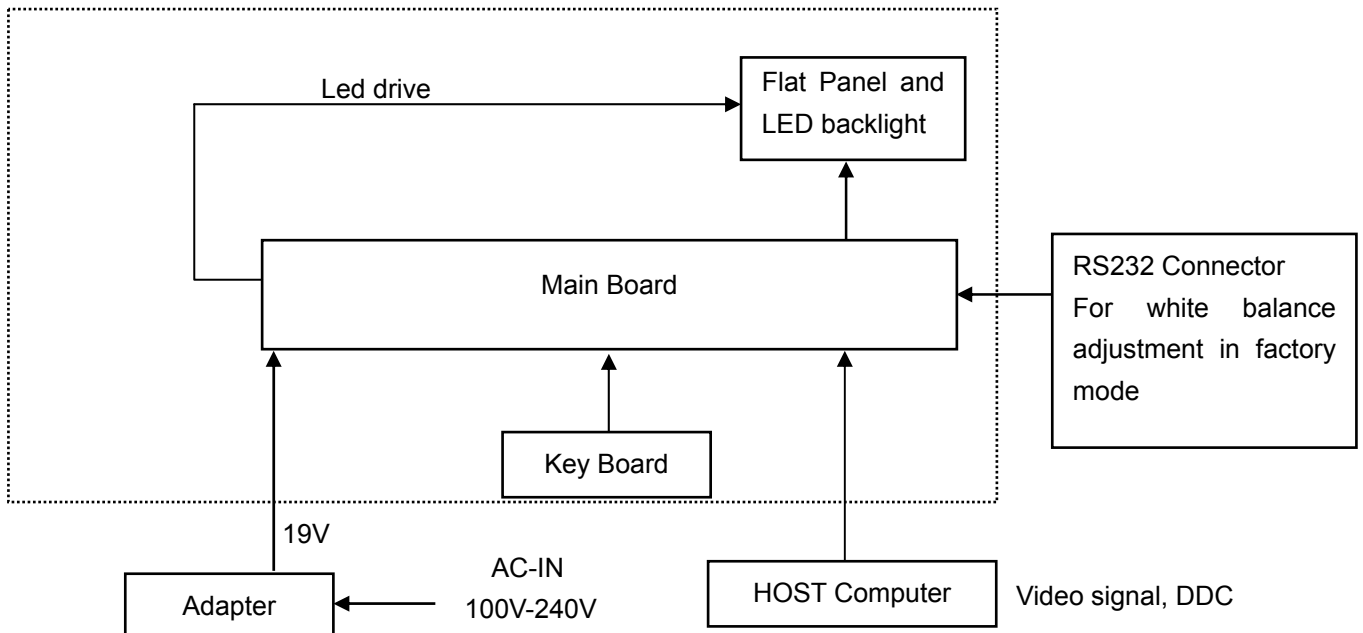 Led drive
Flat Panel and
LED backlight
Main Board
RS232 Connector
For white balance
adjustment in factory
mode
Key Board
19V
AC-IN
100V-240V
Adapter
HOST Computer
Video signal, DDC